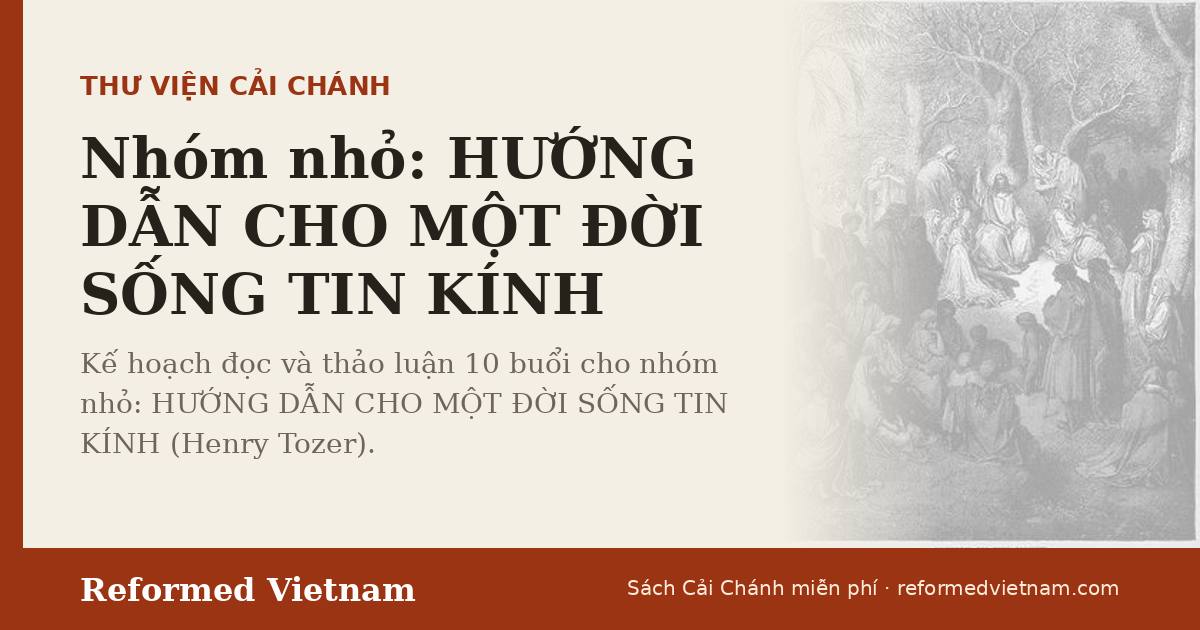 THƯ VIỆN CẢI CHÁNH
Nhóm nhỏ: HƯỚNG
DẪN CHO MỘT ĐỜI
SỐNG TIN KÍNH
Kế hoạch đọc và thảo luận 10 buổi cho nhóm
nhỏ: HƯỚNG DẪN CHO MỘT ĐỜI SỐNG TIN
KÍNH (Henry Tozer).
Reformed Vietnam
Sách Cải Chánh miễn phí · reformedvietnam.com